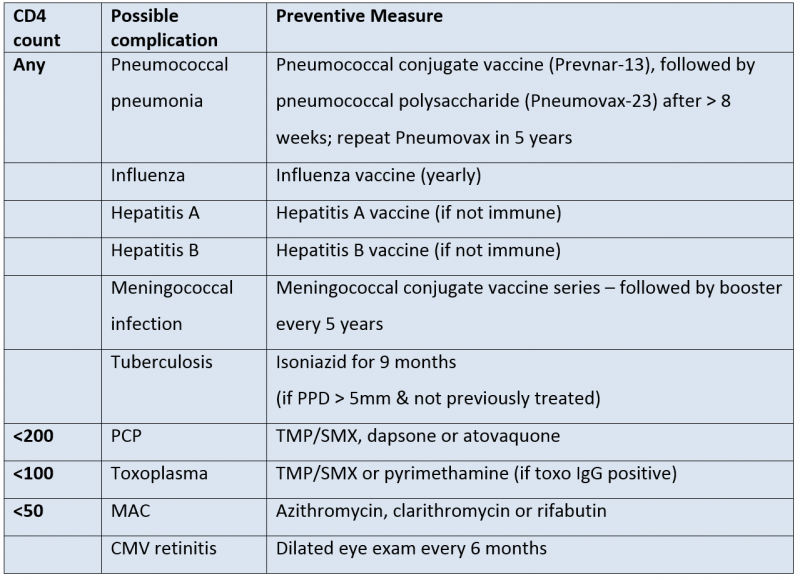 CD4 count
Possible complication
Preventive Measure
Any
Pneumococcal pneumonia
Pneumococcal conjugate vaccine (Prevnar-13), followed by
pneumococcal polysaccharide (Pneumovax-23) after > 8
weeks; repeat Pneumovax in 5 years
Influenza
Influenza vaccine (yearly)
Hepatitis A
Hepatitis A vaccine (if not immune)
Hepatitis B
Hepatitis B vaccine (if not immune)
Meningococcal infection
Meningococcal conjugate vaccine series – followed by booster
every 5 years
Tuberculosis
Isoniazid for 9 months
(if PPD > 5mm & not previously treated)
<200
PCP
TMP/SMX, dapsone or atovaquone
<100
Toxoplasma
TMP/SMX or pyrimethamine (if toxo IgG positive)
<50
MAC
Azithromycin, clarithromycin or rifabutin
CMV retinitis
Dilated eye exam every 6 months